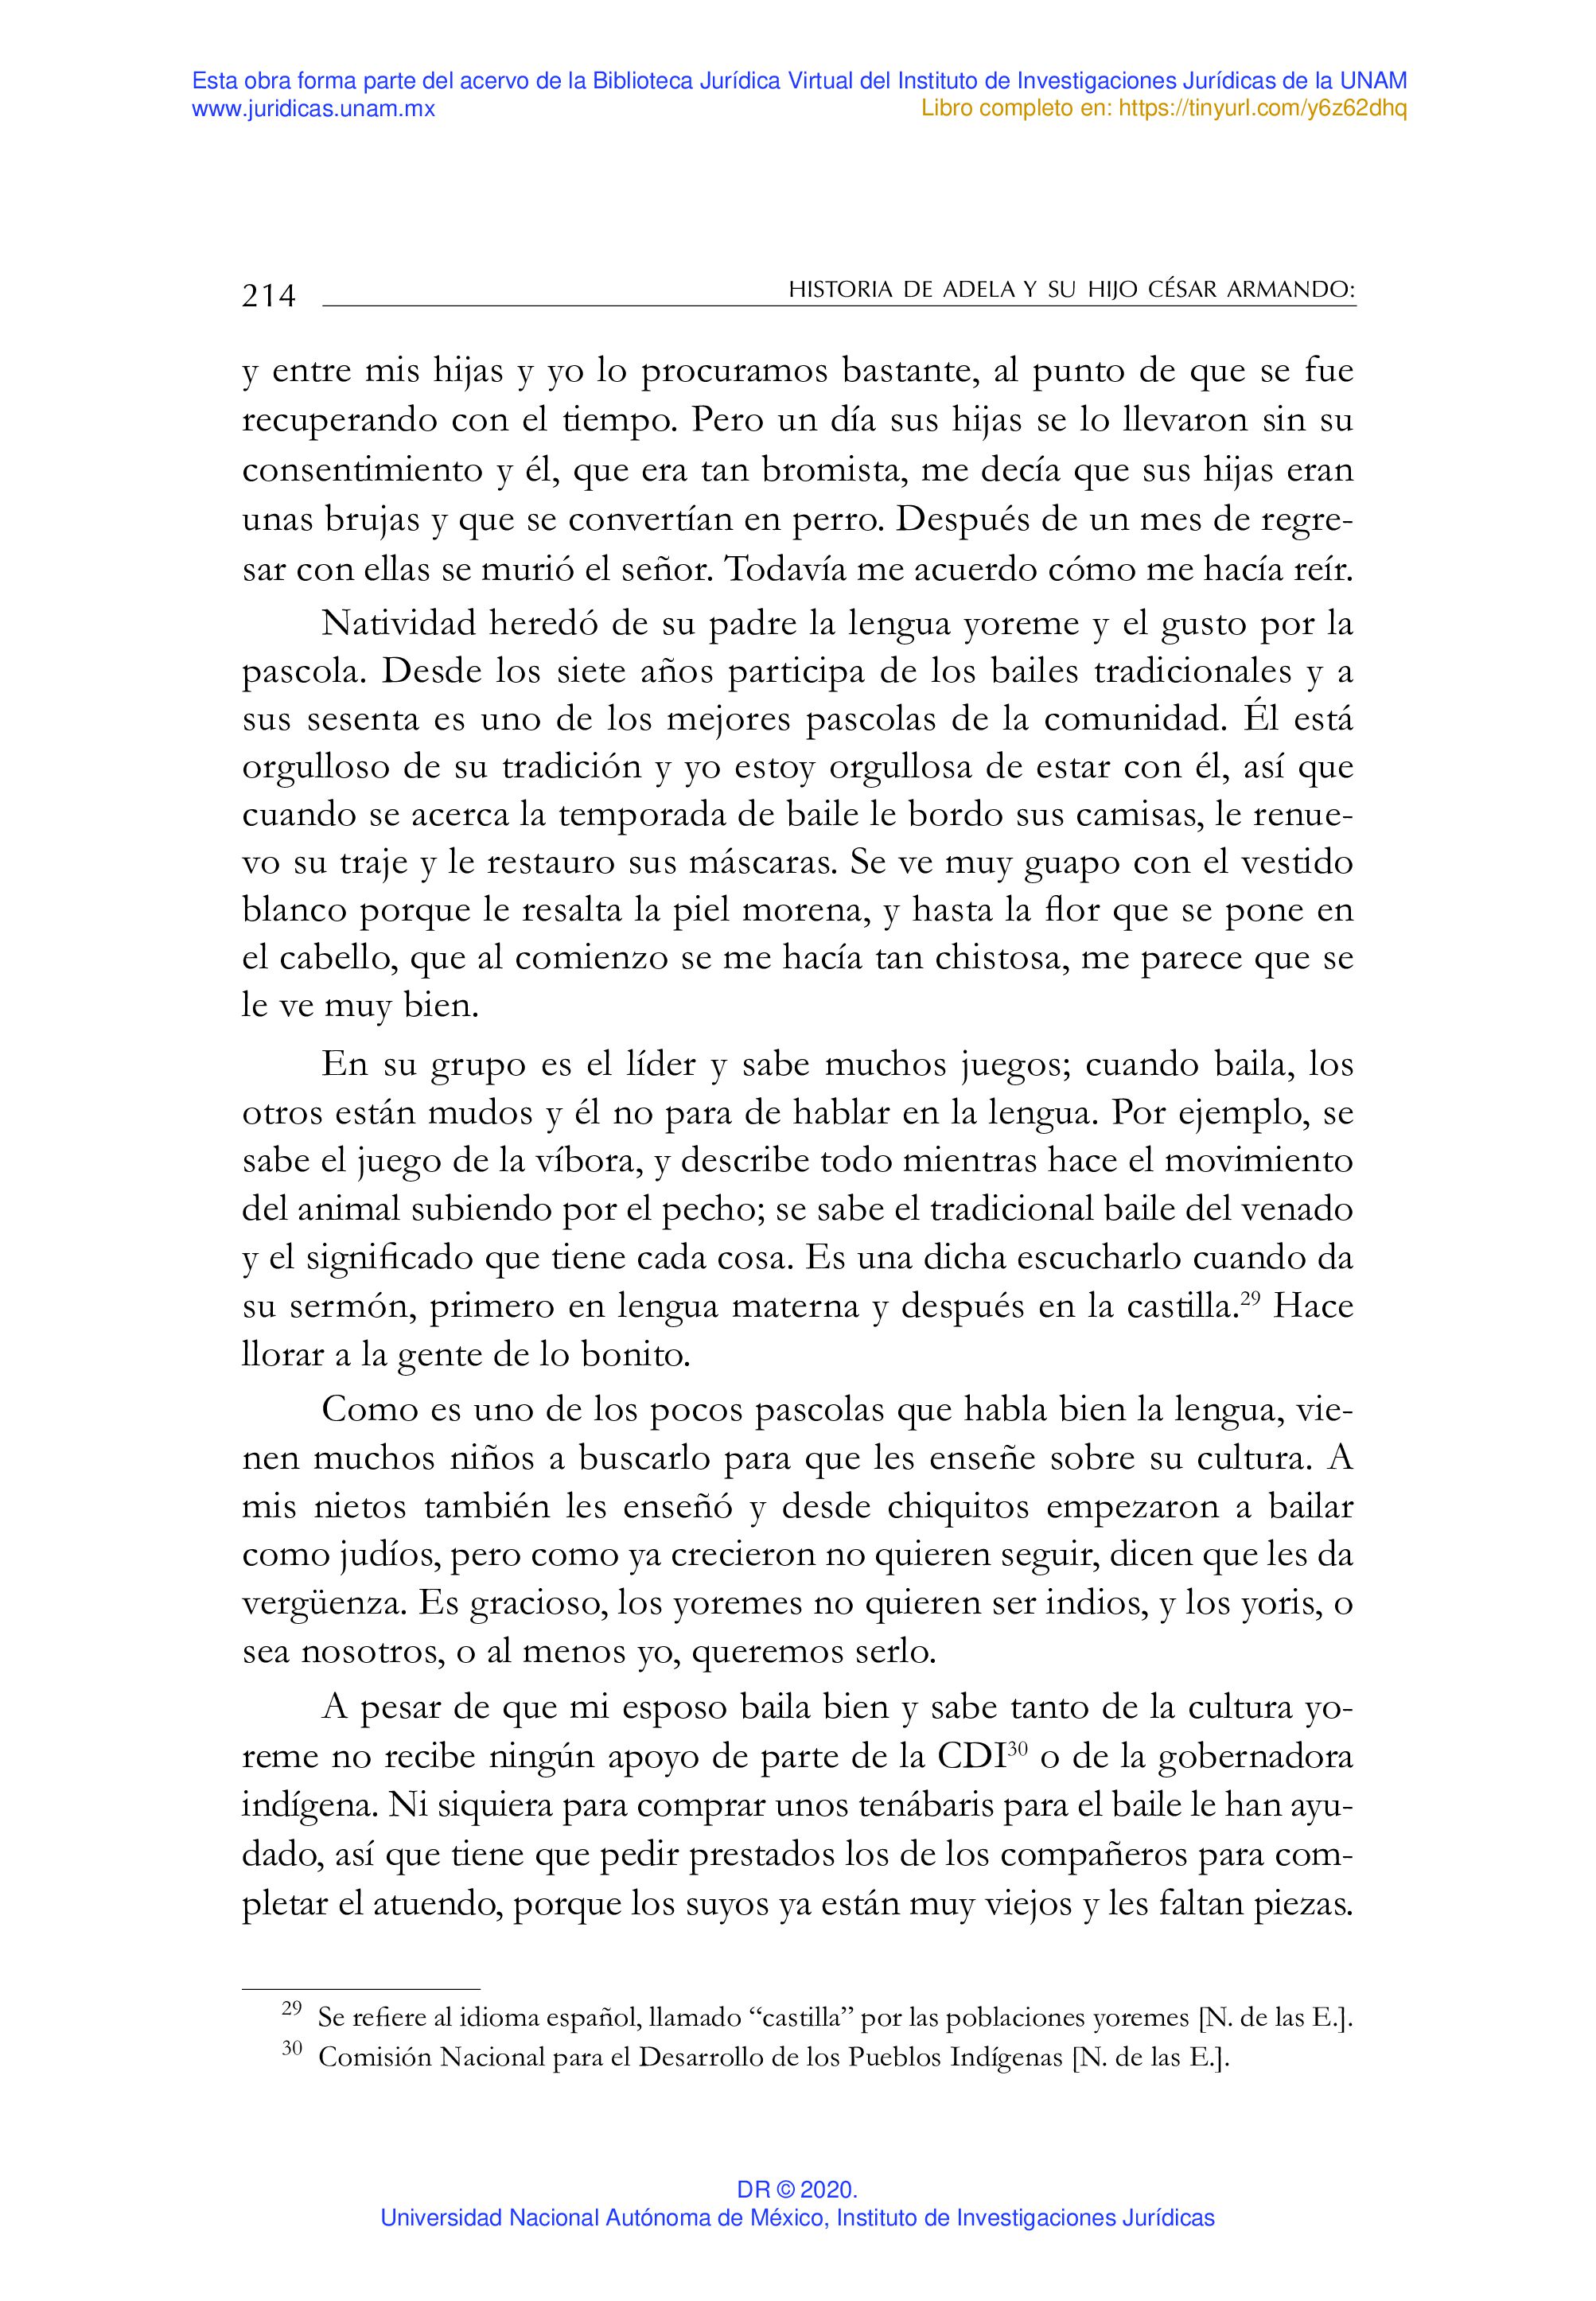 Esta obra forma parte del acervo de la Biblioteca Jurídica Virtual del Instituto de Investigaciones Jurídicas de la UNAM
www.juridicas.unam.mx
Libro completo en: https://tinyurl.com/y6z62dhq
214
HISTORIA DE ADELA Y SU HIJO CÉSAR ARMANDO:
y entre mis hijas y yo lo procuramos bastante, al punto de que se fue
recuperando con el tiempo. Pero un día sus hijas se lo llevaron sin su
consentimiento y él, que era tan bromista, me decía que sus hijas eran
unas brujas y que se convertían en perro. Después de un mes de regre-
sar con ellas se murió el señor. Todavía me acuerdo cómo me hacía reír.
Natividad heredó de su padre la lengua yoreme y el gusto por la
pascola. Desde los siete años participa de los bailes tradicionales y a
sus sesenta es uno de los mejores pascolas de la comunidad. Él está
orgulloso de su tradición y yo estoy orgullosa de estar con él, así que
cuando se acerca la temporada de baile le bordo sus camisas, le renue-
vo su traje y le restauro sus máscaras. Se ve muy guapo con el vestido
blanco porque le resalta la piel morena, y hasta la flor que se pone en
el cabello, que al comienzo se me hacía tan chistosa, me parece que se
le ve muy bien.
En su grupo es el líder y sabe muchos juegos; cuando baila, los
otros están mudos y él no para de hablar en la lengua. Por ejemplo, se
sabe el juego de la víbora, y describe todo mientras hace el movimiento
del animal subiendo por el pecho; se sabe el tradicional baile del venado
y el significado que tiene cada cosa. Es una dicha escucharlo cuando da
su sermón, primero en lengua materna y después en la castilla.29 Hace
llorar a la gente de lo bonito.
Como es uno de los pocos pascolas que habla bien la lengua, vie-
nen muchos niños a buscarlo para que les enseñe sobre su cultura. A
mis nietos también les enseñó y desde chiquitos empezaron a bailar
como judíos, pero como ya crecieron no quieren seguir, dicen que les da
vergüenza. Es gracioso, los yoremes no quieren ser indios, y los yoris, o
sea nosotros, o al menos yo, queremos serlo.
A pesar de que mi esposo baila bien y sabe tanto de la cultura yo-
reme no recibe ningún apoyo de parte de la CDI30 o de la gobernadora
indígena. Ni siquiera para comprar unos tenábaris para el baile le han ayu-
dado, así que tiene que pedir prestados los de los compañeros para com-
pletar el atuendo, porque los suyos ya están muy viejos y les faltan piezas.
29 Se refiere al idioma español, llamado “castilla” por las poblaciones yoremes [N. de las E.].
30 Comisión Nacional para el Desarrollo de los Pueblos Indígenas [N. de las E.].
DR © 2020.
Universidad Nacional Autónoma de México, Instituto de Investigaciones Jurídicas